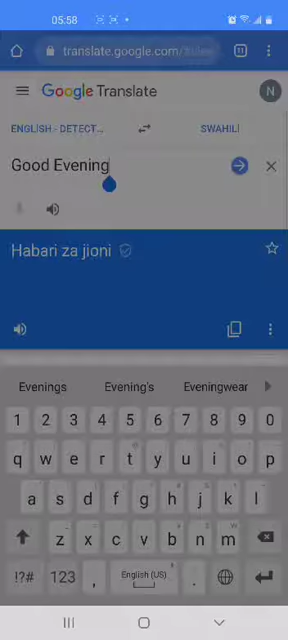 05:58
translate.google.com
Google Translate
N
ENGLISH - DETECT...
SWAHILI
Good Evening
Habari za jioni
Evenings Evening's Eveningwear
1 2 3 4 5 6 7 8 9 0
q w e r t y u i o p
a s d f g h j k l
z x c v b n m
!?# 123 , English (US) .